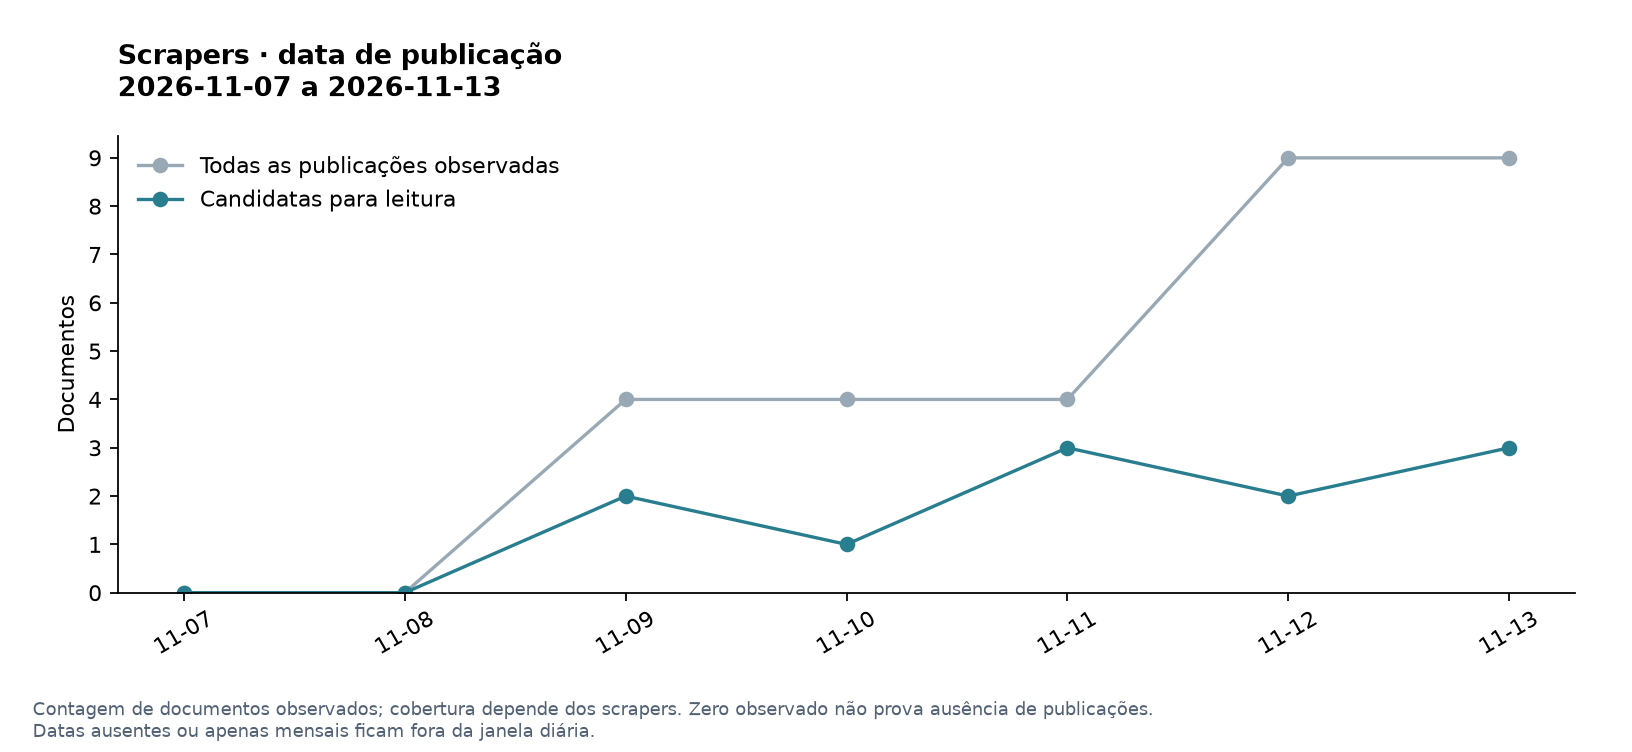 Scrapers · data de publicação
2026-11-07 a 2026-11-13
Todas as publicações observadas
Candidatas para leitura
Documentos
9
8
7
6
5
4
3
2
1
0
11-07
11-08
11-09
11-10
11-11
11-12
11-13
Contagem de documentos observados; cobertura depende dos scrapers. Zero observado não prova ausência de publicações.
Datas ausentes ou apenas mensais ficam fora da janela diária.